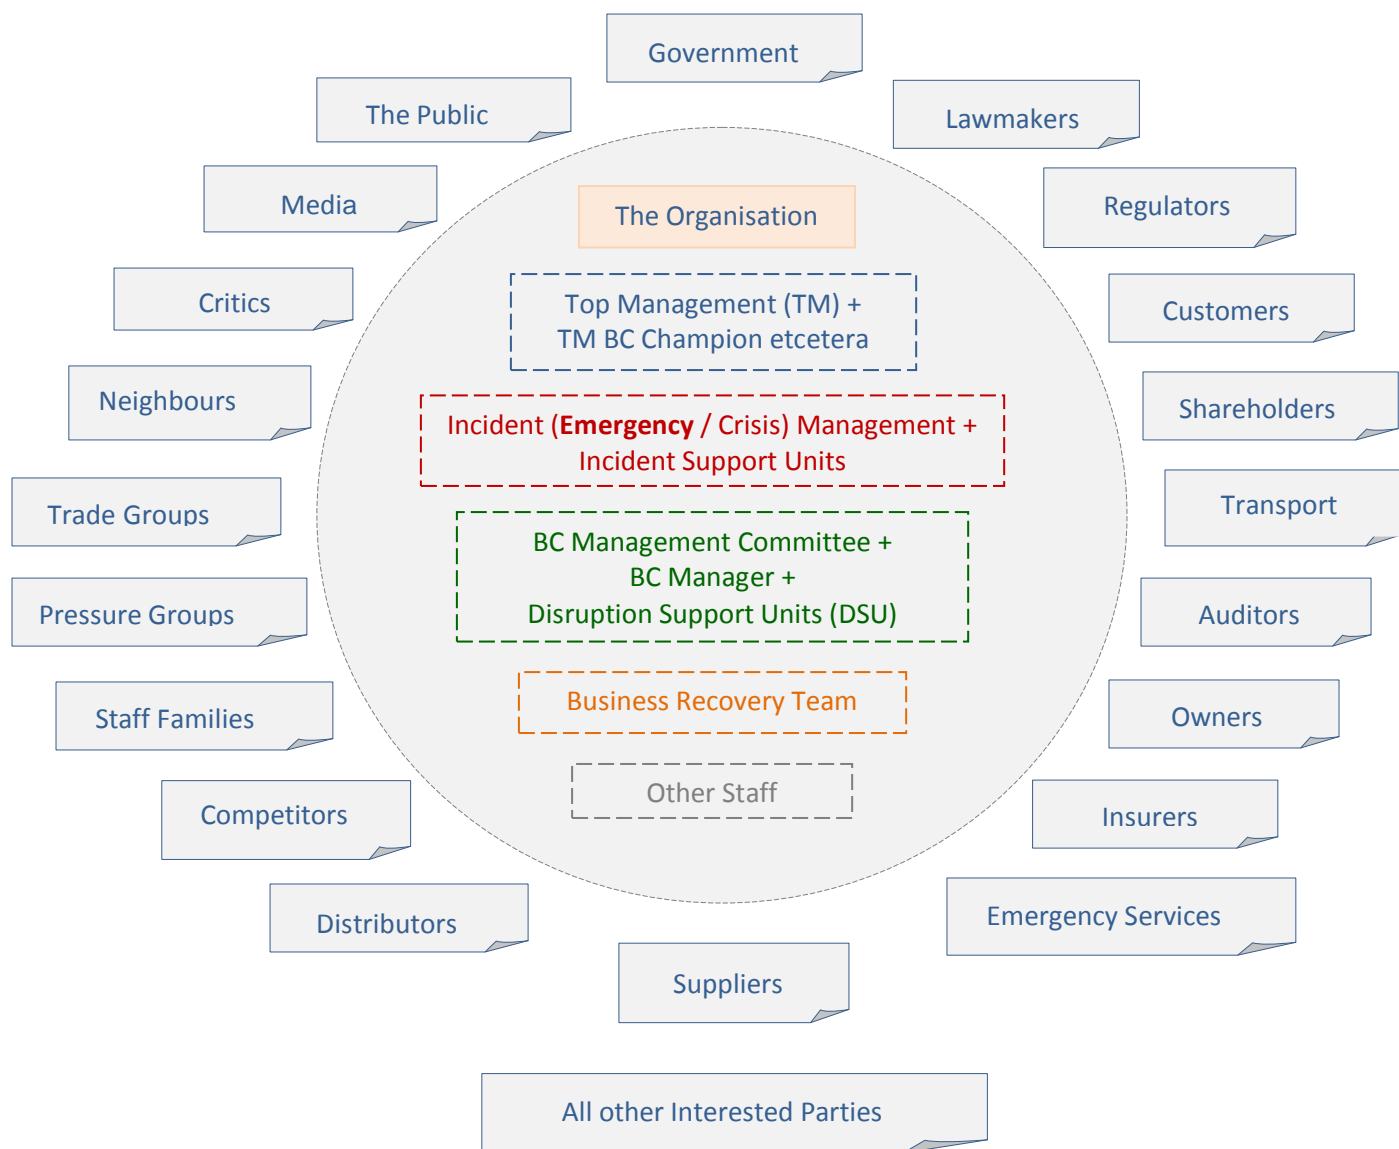 Government
The Public
Lawmakers
Media
The Organisation
Regulators
Critics
Top Management (TM) +
TM BC Champion etcetera
Customers
Neighbours
Incident (Emergency / Crisis) Management +
Incident Support Units
Shareholders
Trade Groups
Transport
BC Management Committee +
BC Manager +
Disruption Support Units (DSU)
Pressure Groups
Auditors
Staff Families
Business Recovery Team
Owners
Competitors
Other Staff
Insurers
Distributors
Emergency Services
Suppliers
All other Interested Parties